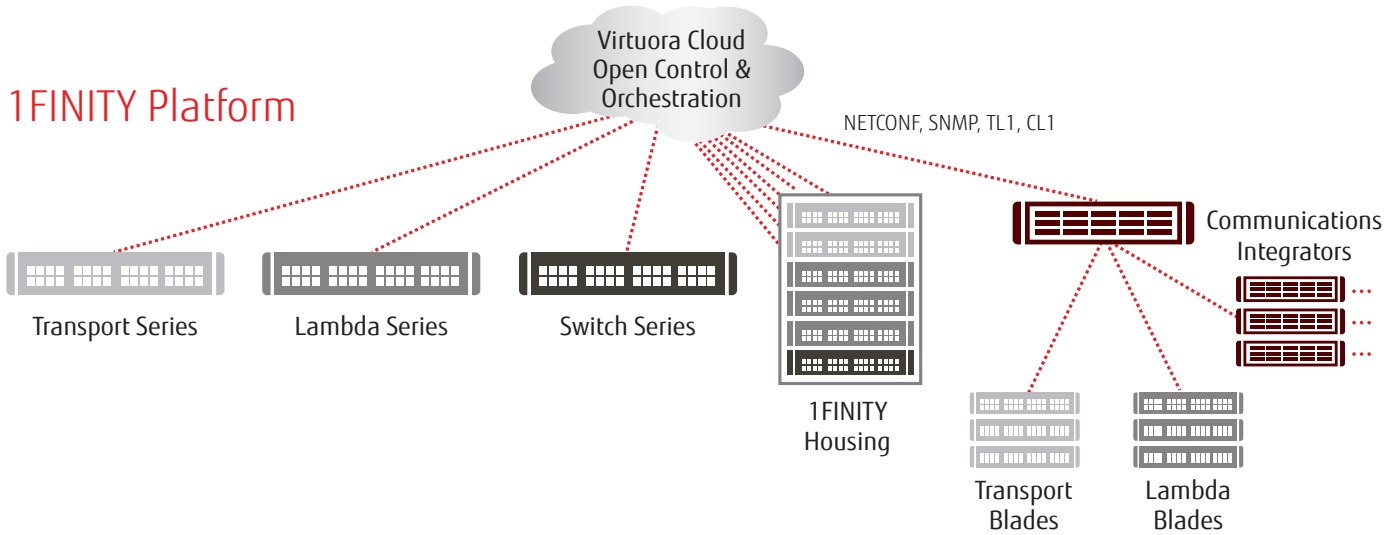 Virtuora Cloud
Open Control &
Orchestration
1FINITY Platform
NETCONF, SNMP, TL1, CL1
Communications
Integrators
Transport Series
Lambda Series
Switch Series
1FINITY
Housing
Transport
Blades
Lambda
Blades